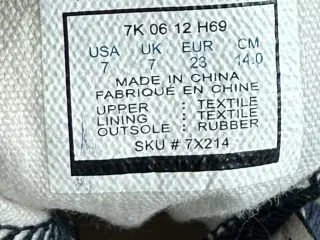 7K 06 12 H69
USA UK EUR CM
7 7 23 14.0
MADE IN CHINA
FABRIQUÉ EN CHINE
UPPER : TEXTILE
LINING : TEXTILE
OUTSOLE : RUBBER
SKU # 7X214